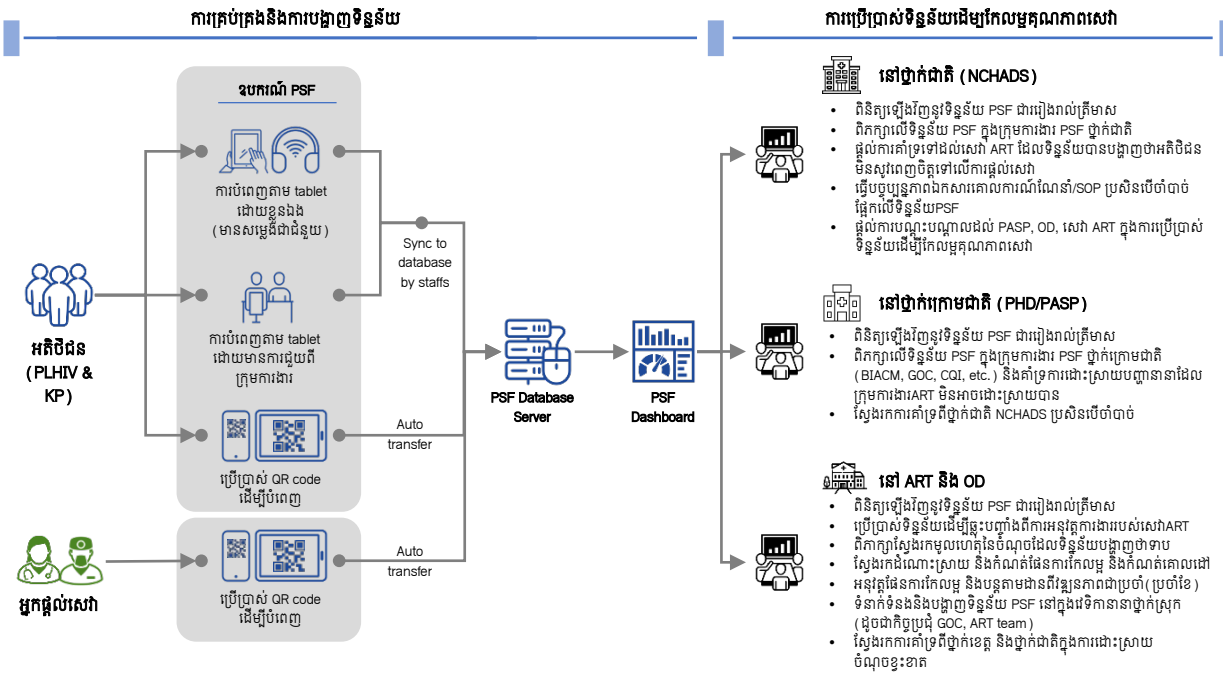 ការគ្រប់គ្រងនិងការបង្ហាញទិន្នន័យ
ឧបករណ៍ PSF
ការបំពេញតាម tablet
ដោយខ្លួនឯង
(មានសម្លេងជាជំនួយ)
ការបំពេញតាម tablet
ដោយមានការជួយពី
ក្រុមការងារ
ប្រើប្រាស់ QR code
ដើម្បីបំពេញ
ប្រើប្រាស់ QR code
ដើម្បីបំពេញ
អតិថិជន
(PLHIV &
KP)
អ្នកផ្តល់សេវា
Sync to
database
by staffs
Auto
transfer
Auto
transfer
PSF Database
Server
PSF
Dashboard
ការប្រើប្រាស់ទិន្នន័យដើម្បីកែលម្អគុណភាពសេវា
នៅថ្នាក់ជាតិ (NCHADS)
• ពិនិត្យឡើងវិញនូវទិន្នន័យ PSF ជារៀងរាល់ត្រីមាស
• ពិភាក្សាលើទិន្នន័យ PSF ក្នុងក្រុមការងារ PSF ថ្នាក់ជាតិ
• ផ្តល់ការគាំទ្រទៅដល់សេវា ART ដែលទិន្នន័យបានបង្ហាញថាអតិថិជន
មិនសូវពេញចិត្តទៅលើការផ្តល់សេវា
• ធ្វើបច្ចុប្បន្នភាពឯកសារគោលការណ៍ណែនាំ/SOP ប្រសិនបើចាំបាច់
ផ្អែកលើទិន្នន័យPSF
• ផ្តល់ការបណ្តុះបណ្តាលដល់ PASP, OD, សេវា ART ក្នុងការប្រើប្រាស់
ទិន្នន័យដើម្បីកែលម្អគុណភាពសេវា
នៅថ្នាក់ក្រោមជាតិ (PHD/PASP)
• ពិនិត្យឡើងវិញនូវទិន្នន័យ PSF ជារៀងរាល់ត្រីមាស
• ពិភាក្សាលើទិន្នន័យ PSF ក្នុងក្រុមការងារ PSF ថ្នាក់ក្រោមជាតិ
(BIACM, GOC, CQI, etc.) និងគាំទ្រការដោះស្រាយបញ្ហានានាដែល
ក្រុមការងារART មិនអាចដោះស្រាយបាន
• ស្វែងរកការគាំទ្រពីថ្នាក់ជាតិ NCHADS ប្រសិនបើចាំបាច់
នៅ ART និង OD
• ពិនិត្យឡើងវិញនូវទិន្នន័យ PSF ជារៀងរាល់ត្រីមាស
• ប្រើប្រាស់ទិន្នន័យដើម្បីឆ្លុះបញ្ចាំងពីការអនុវត្តការងាររបស់សេវាART
• ពិភាក្សាស្វែងរកមូលហេតុនៃចំណុចដែលទិន្នន័យបង្ហាញថាទាប
• ស្វែងរកដំណោះស្រាយ និងកំណត់ផែនការកែលម្អ និងកំណត់គោលដៅ
• អនុវត្តផែនការកែលម្អ និងបន្តតាមដានពីវឌ្ឍនភាពជាប្រចាំ(ប្រចាំខែ)
• ទំនាក់ទំនងនិងបង្ហាញទិន្នន័យ PSF នៅក្នុងវេទិកានានាថ្នាក់ស្រុក
(ដូចជាកិច្ចប្រជុំ GOC, ART team)
• ស្វែងរកការគាំទ្រពីថ្នាក់ខេត្ត និងថ្នាក់ជាតិក្នុងការដោះស្រាយ
ចំណុចខ្វះខាត